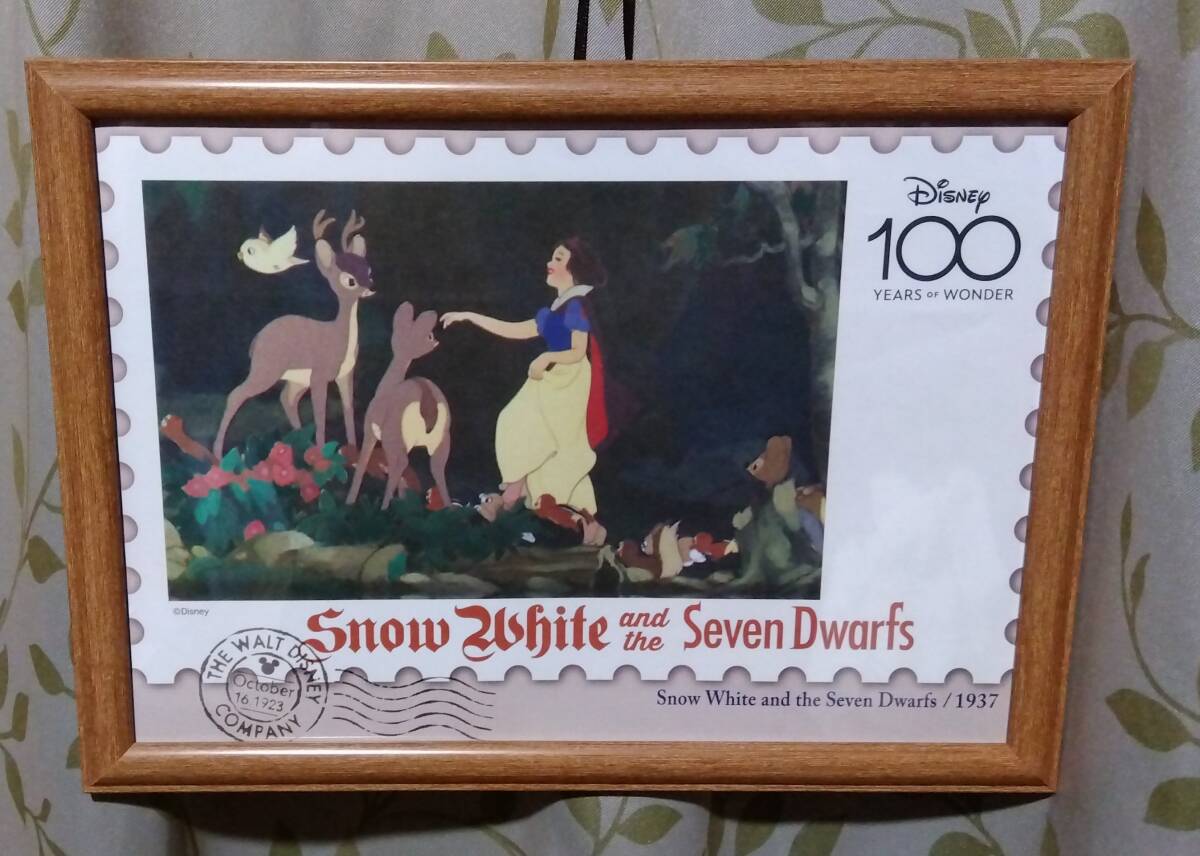 Disney
100
YEARS OF WONDER
©Disney
Snow White and the Seven Dwarfs
THE WALT DISNEY
October
16 1923
COMPANY
Snow White and the Seven Dwarfs / 1937